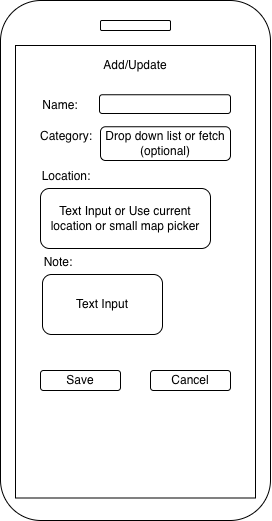 Add/Update
Name:
Category:
Drop down list or fetch
(optional)
Location:
Text Input or Use current
location or small map picker
Note:
Text Input
Save
Cancel